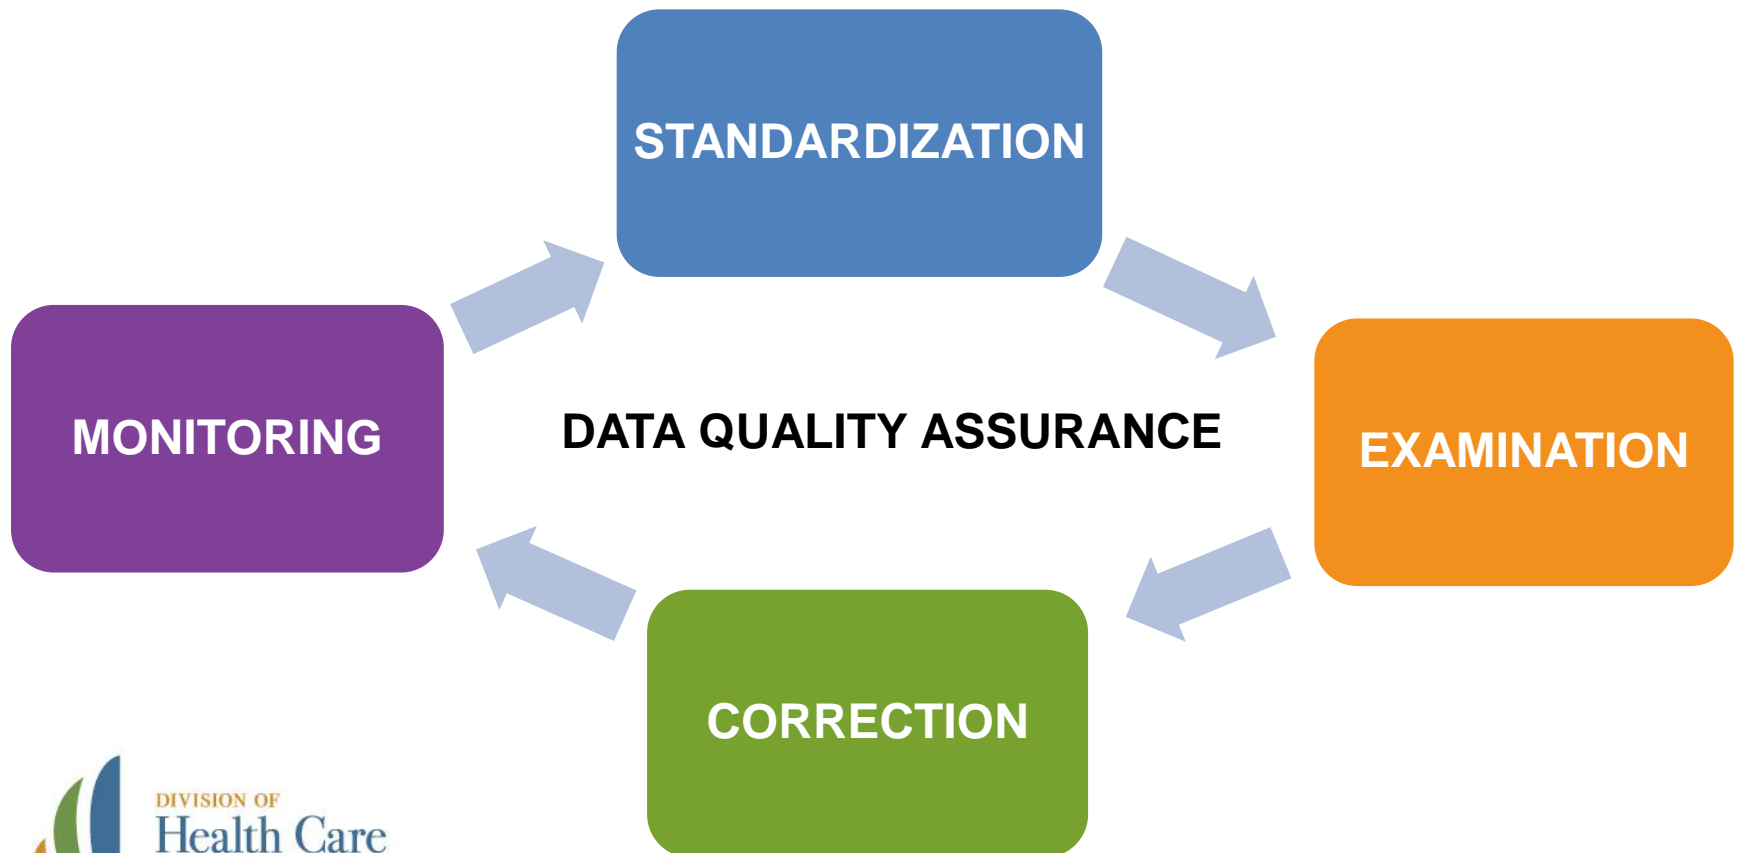 STANDARDIZATION
MONITORING
DATA QUALITY ASSURANCE
EXAMINATION
CORRECTION
DIVISION OF
Health Care